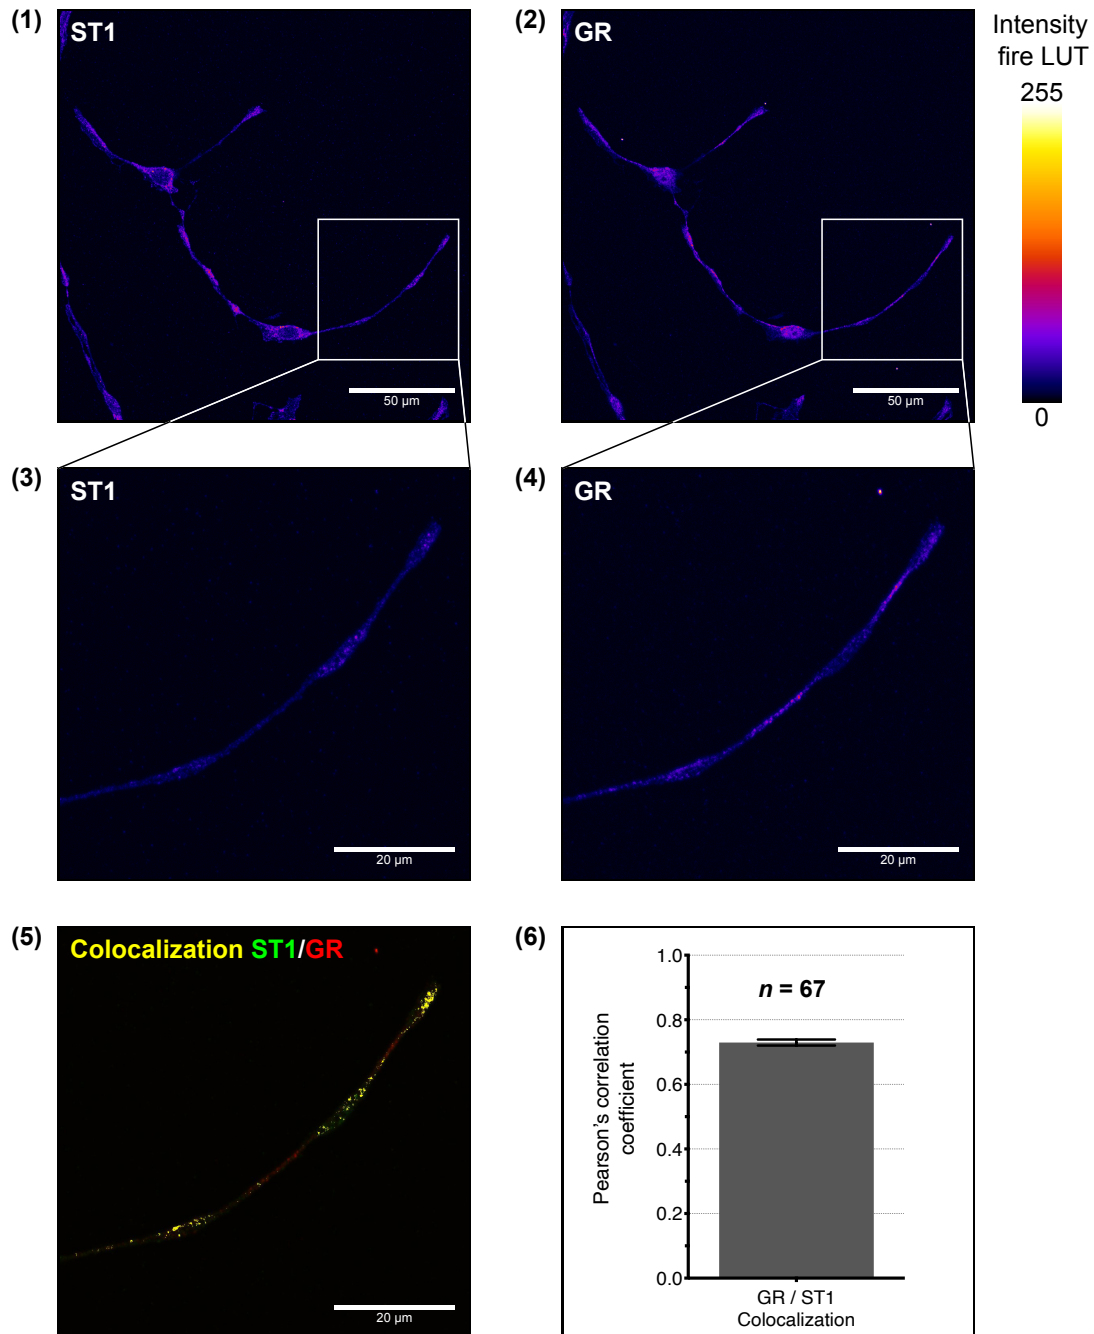 (1)
ST1
50 µm
(2)
GR
50 µm
Intensity
fire LUT
255
0
(3)
ST1
20 µm
(4)
GR
20 µm
(5)
Colocalization ST1/GR
20 µm
(6)
n = 67
Pearson's correlation
coefficient
1.0
0.8
0.6
0.4
0.2
0.0
GR / ST1
Colocalization